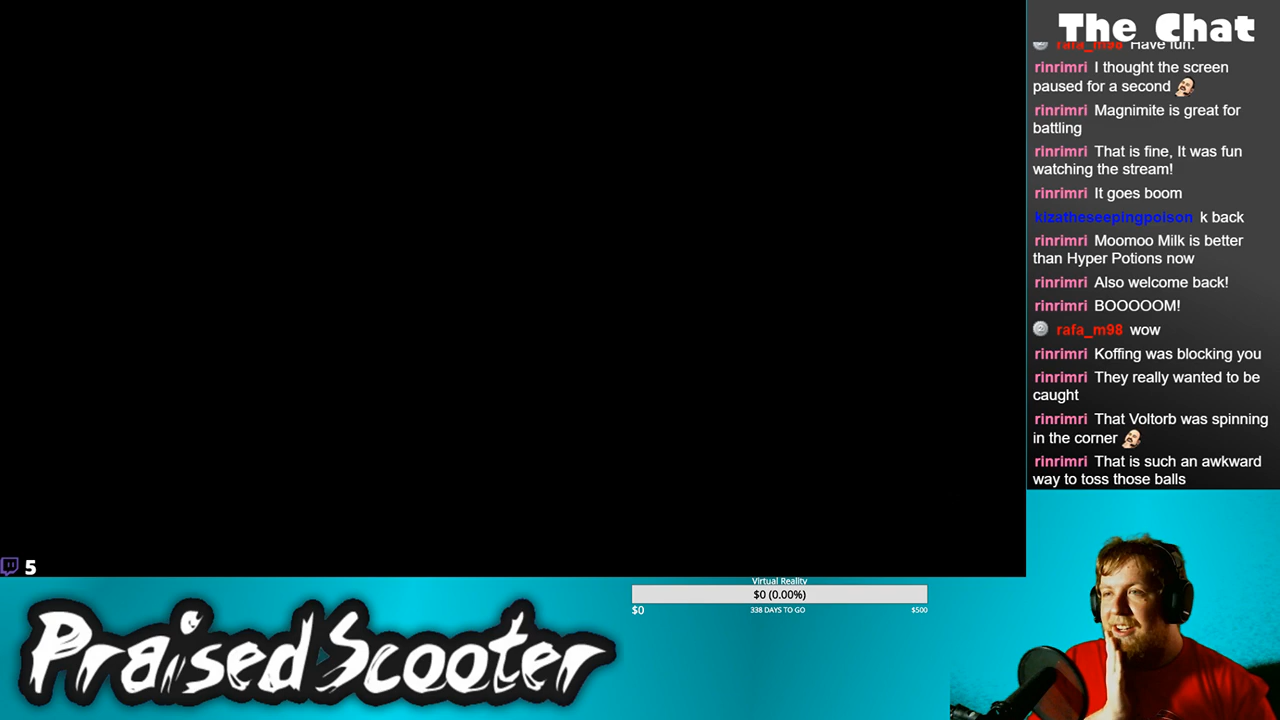 The Chat
rafa_m98 Have fun.
rinrimri I thought the screen
paused for a second
rinrimri Magnimite is great for
battling
rinrimri That is fine, It was fun
watching the stream!
rinrimri It goes boom
kizatheseepingpoison k back
rinrimri Moomoo Milk is better
than Hyper Potions now
rinrimri Also welcome back!
rinrimri BOOOOOM!
rafa_m98 wow
rinrimri Koffing was blocking you
rinrimri They really wanted to be
caught
rinrimri That Voltorb was spinning
in the corner
rinrimri That is such an awkward
way to toss those balls
5
Virtual Reality
$0 (0.00%)
$0 338 DAYS TO GO $500
PraisedScooter